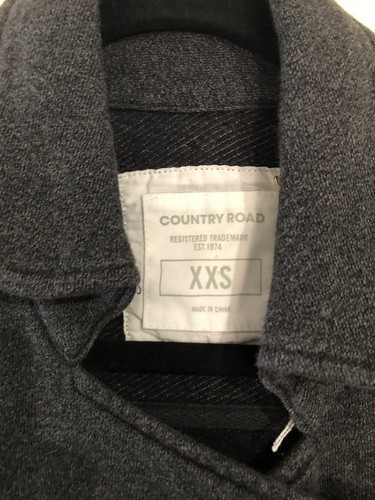 COUNTRY ROAD
REGISTERED TRADEMARK
EST. 1974
XXS
MADE IN CHINA